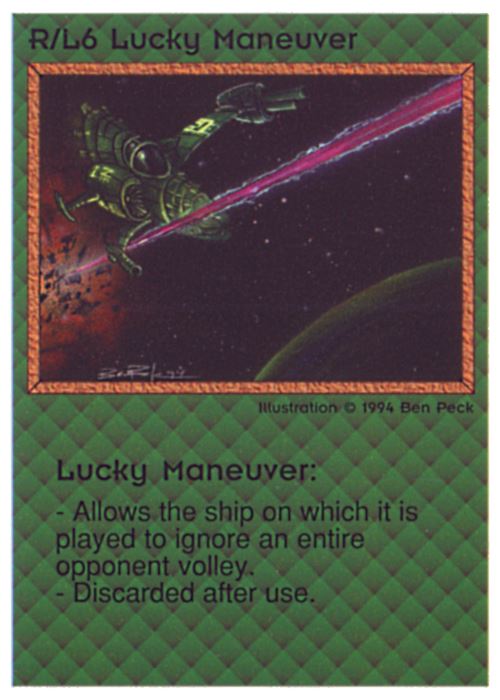 R/L6 Lucky Maneuver
Illustration © 1994 Ben Peck
Lucky Maneuver:
- Allows the ship on which it is
played to ignore an entire
opponent volley.
- Discarded after use.